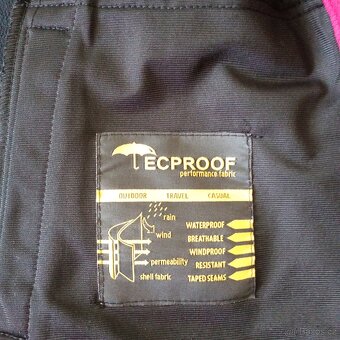 TECPROOF
performance fabric
OUTDOOR TRAVEL CASUAL
rain
wind
permeability
shell fabric
WATERPROOF
BREATHABLE
WINDPROOF
RESISTANT
TAPED SEAMS